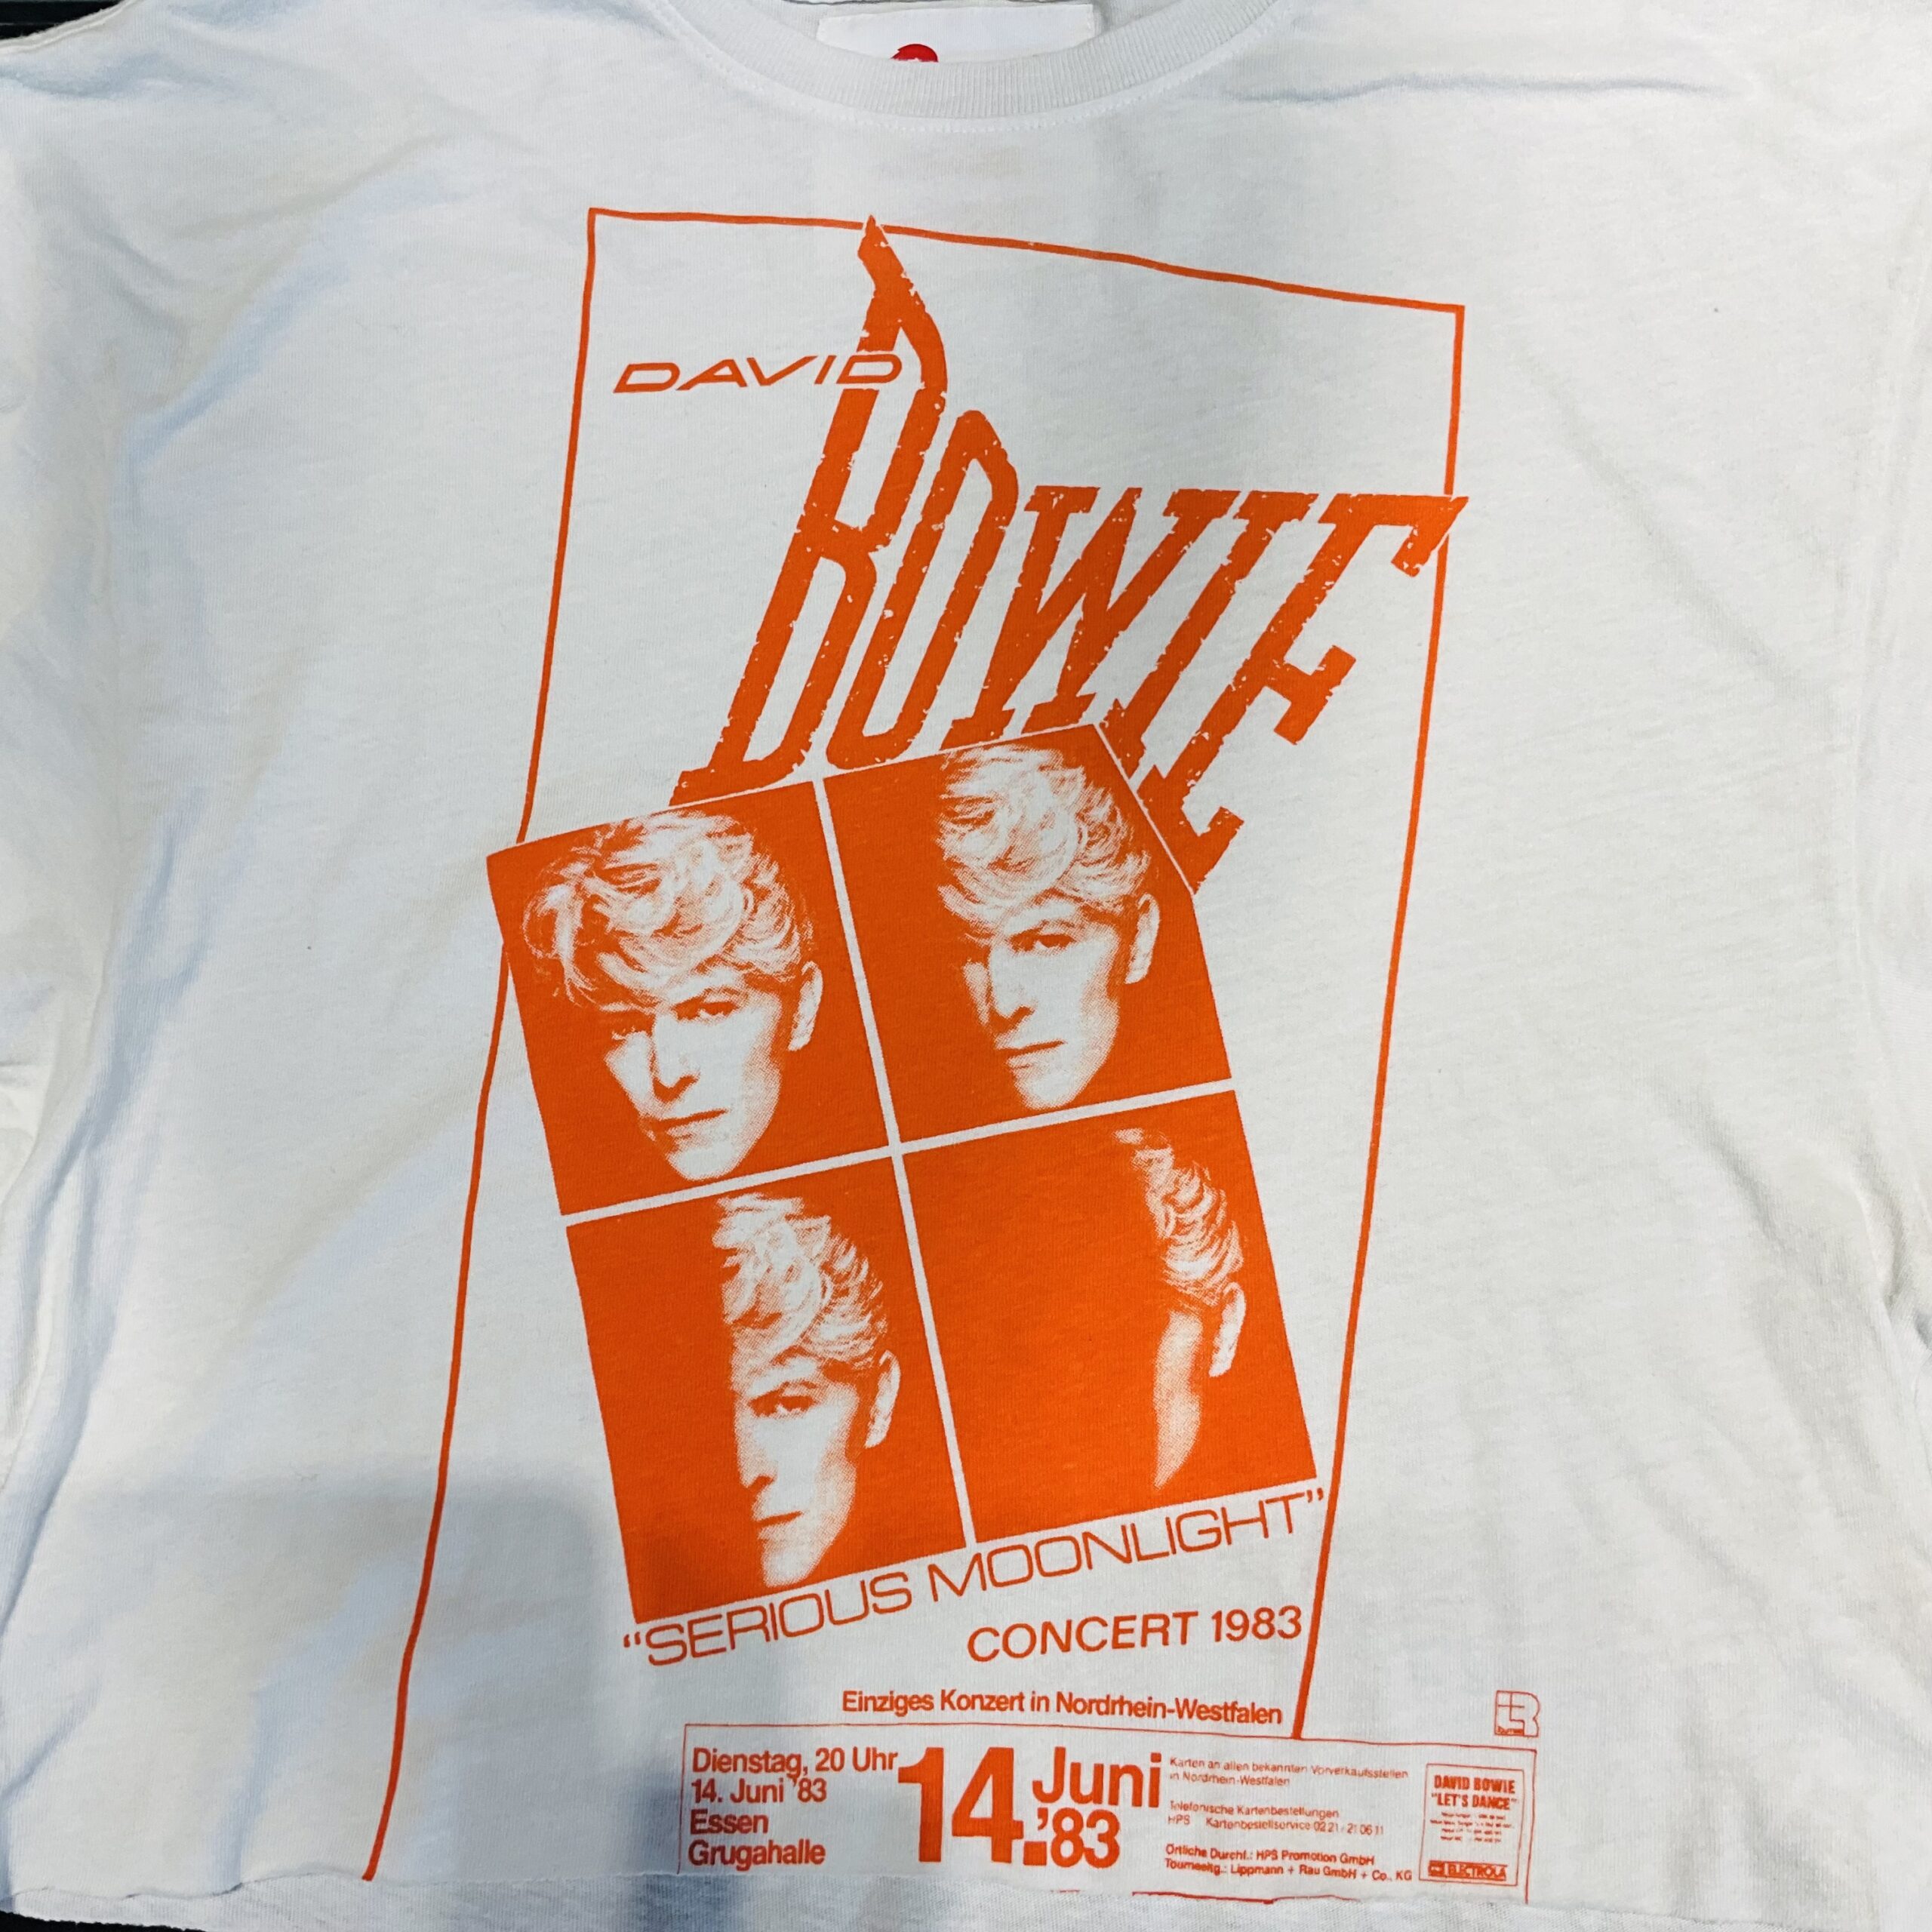 DAVID
BOWIE
“SERIOUS MOONLIGHT”
CONCERT 1983
Einziges Konzert in Nordrhein-Westfalen
Dienstag, 20 Uhr
14. Juni '83
Essen
Grugahalle
14. Juni
'83
Karten an allen bekannten Vorverkaufsstellen
in Nordrhein-Westfalen
Telefonische Kartenbestellungen
HPS Kartenbestellservice 02 21 - 21 06 11
Örtliche Durchf.: HPS Promotion GmbH
Tourneeltg.: Lippmann + Rau GmbH + Co. KG
DAVID BOWIE
"LET'S DANCE"
ELECTROLA